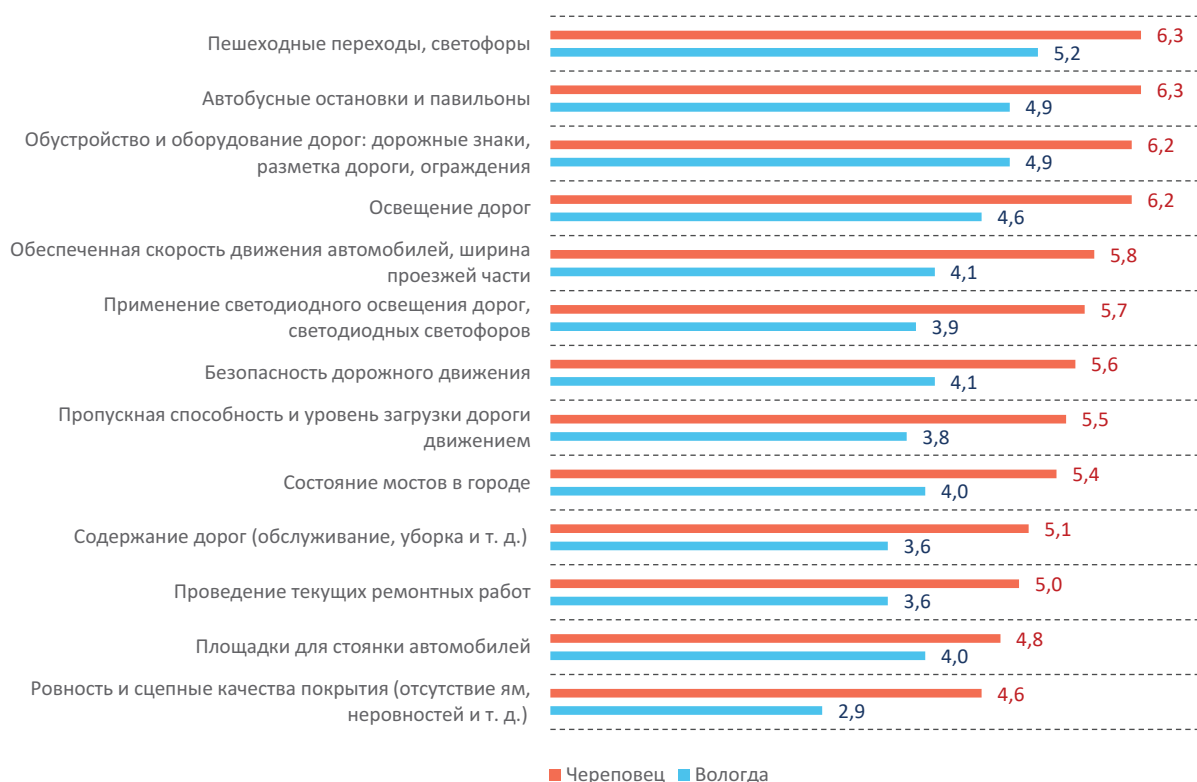 Пешеходные переходы, светофоры
6,3
5,2
Автобусные остановки и павильоны
6,3
4,9
Обустройство и оборудование дорог: дорожные знаки,
разметка дороги, ограждения
6,2
4,9
Освещение дорог
6,2
4,6
Обеспеченная скорость движения автомобилей, ширина
проезжей части
5,8
4,1
Применение светодиодного освещения дорог,
светодиодных светофоров
5,7
3,9
Безопасность дорожного движения
5,6
4,1
Пропускная способность и уровень загрузки дороги
движением
5,5
3,8
Состояние мостов в городе
5,4
4,0
Содержание дорог (обслуживание, уборка и т. д.)
5,1
3,6
Проведение текущих ремонтных работ
5,0
3,6
Площадки для стоянки автомобилей
4,8
4,0
Ровность и сцепные качества покрытия (отсутствие ям,
неровностей и т. д.)
4,6
2,9
Череповец Вологда